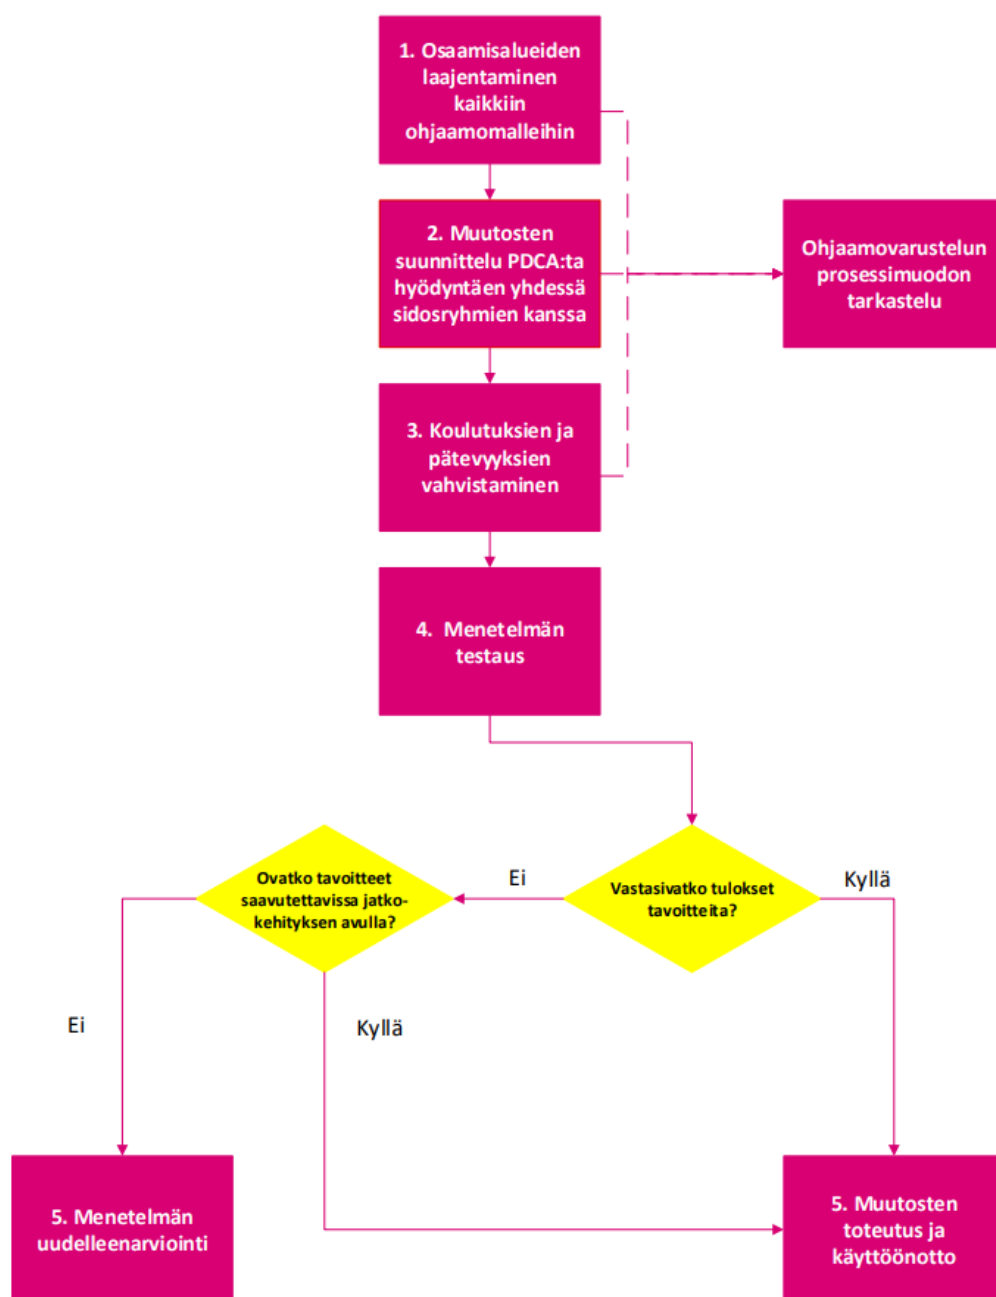 1. Osaamisalueiden
laajentaminen
kaikkiin
ohjaamomalleihin
2. Muutosten
suunnittelu PDCA:ta
hyödyntäen yhdessä
sidosryhmien kanssa
Ohjaamovarustelun
prosessimuodon
tarkastelu
3. Koulutuksien ja
pätevyyksien
vahvistaminen
4. Menetelmän
testaus
Ovatko tavoitteet
saavutettavissa jatko-
kehityksen avulla?
Ei
Vastasivatko tulokset
tavoitteita?
Kyllä
Ei
Kyllä
5. Menetelmän
uudelleenarviointi
5. Muutosten
toteutus ja
käyttöönotto